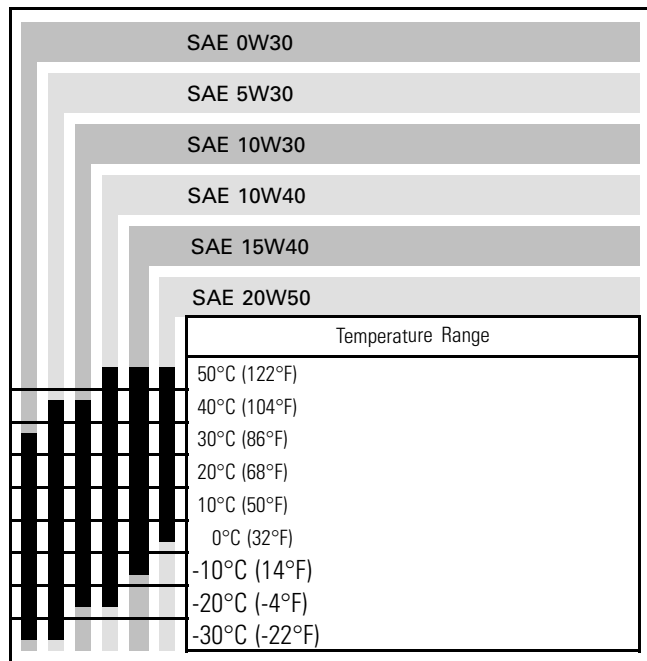 SAE 0W30
SAE 5W30
SAE 10W30
SAE 10W40
SAE 15W40
SAE 20W50
Temperature Range
50°C (122°F)
40°C (104°F)
30°C (86°F)
20°C (68°F)
10°C (50°F)
0°C (32°F)
-10°C (14°F)
-20°C (-4°F)
-30°C (-22°F)